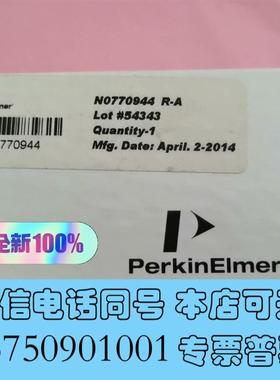 N0770944 R-A
Lot #54343
Quantity-1
Mfg. Date: April. 2-2014
770944
全新100%
PerkinElmer
信电话同号 本店可
3750901001 专票普